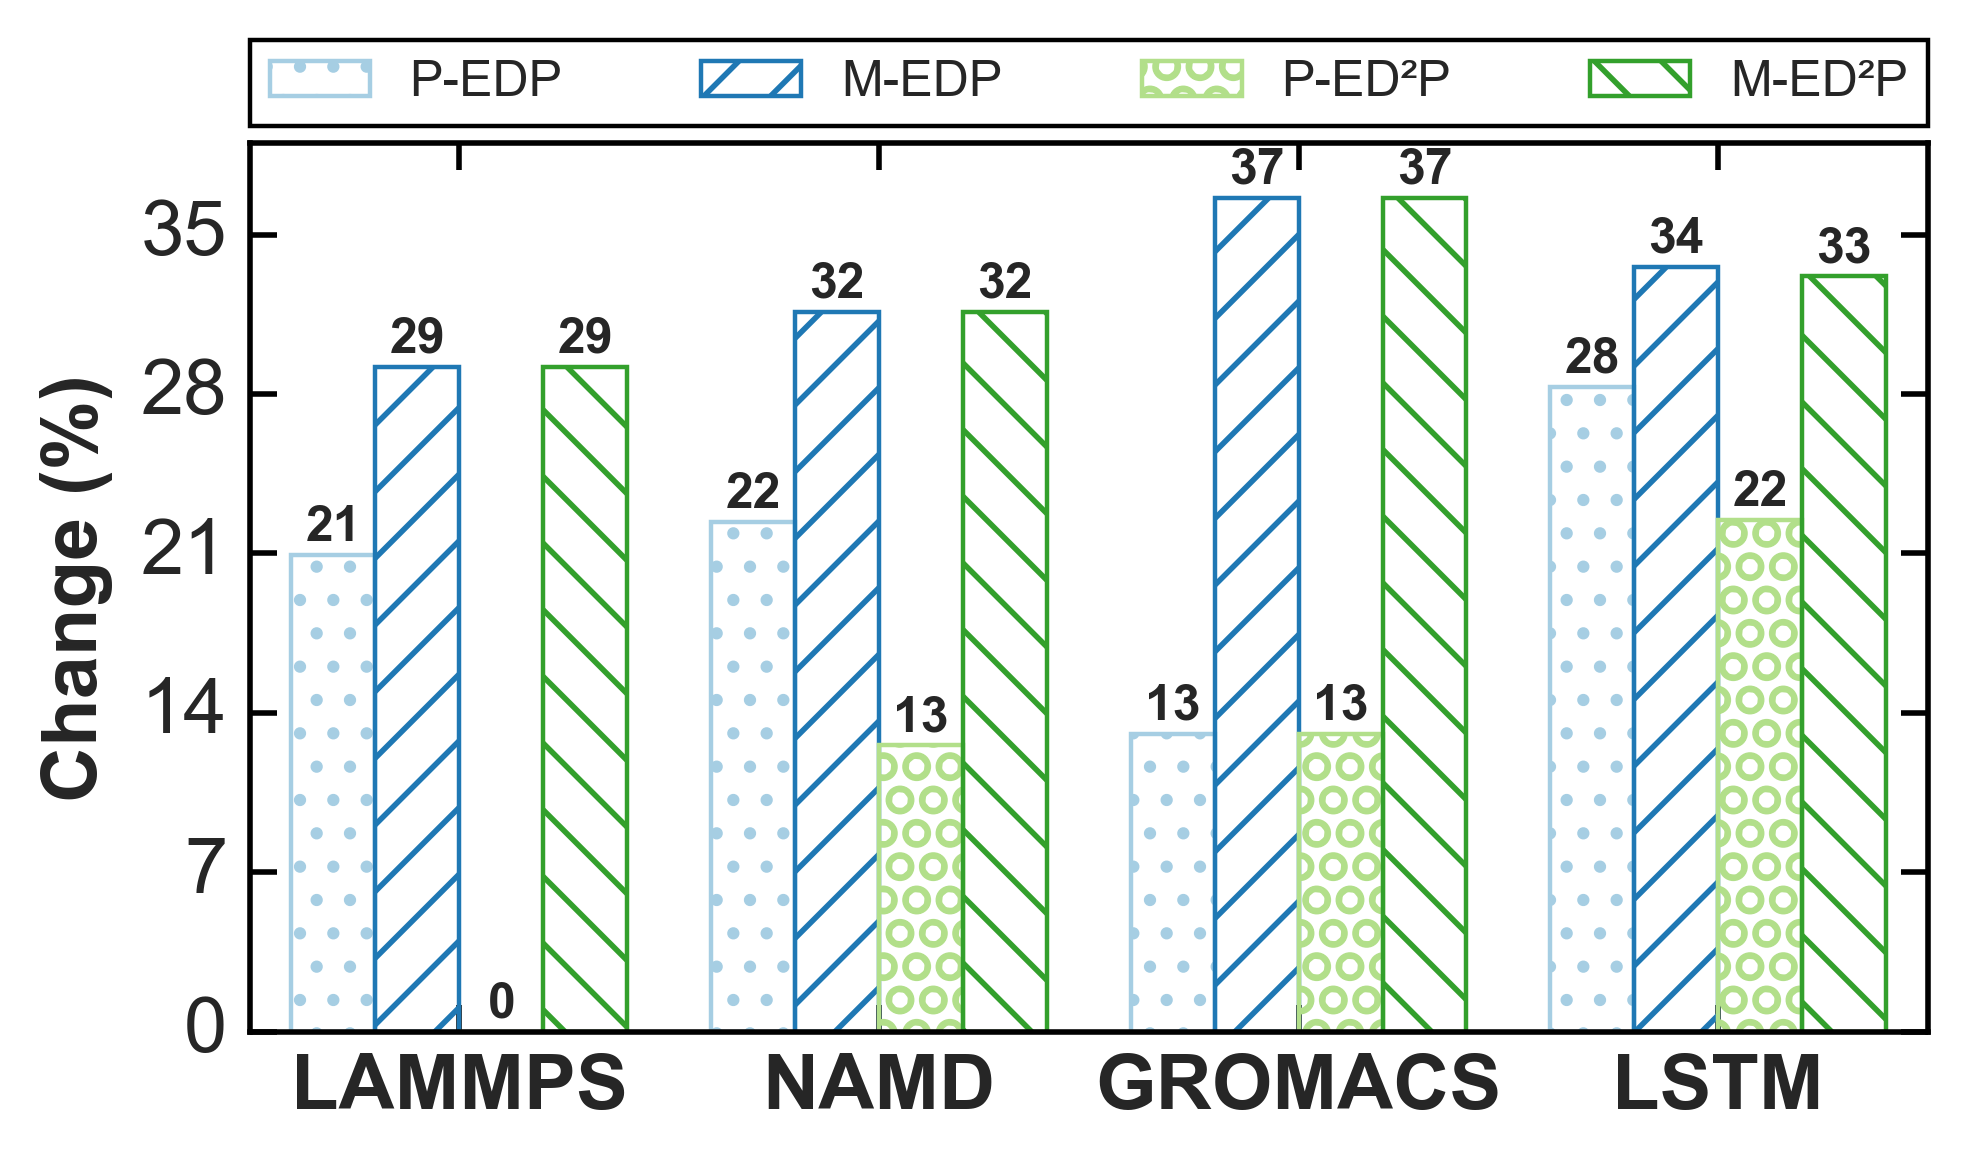 P-EDP M-EDP P-ED²P M-ED²P
Change (%)
35
28
21
14
7
0
21 29 0 29
22 32 13 32
13 37 13 37
28 34 22 33
LAMMPS NAMD GROMACS LSTM